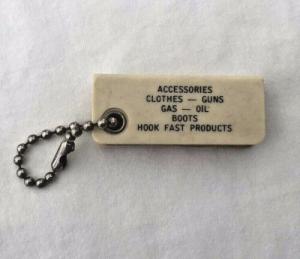 ACCESSORIES
CLOTHES — GUNS
GAS — OIL
BOOTS
HOOK FAST PRODUCTS